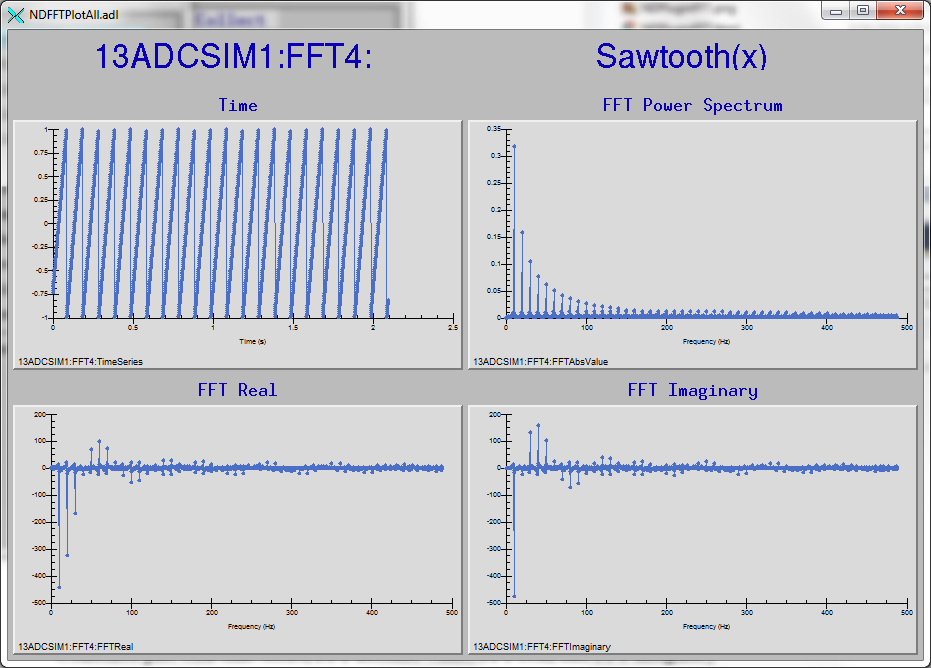 NDFFTPlotAll.adl
Collect
13ADCSIM1:FFT4:
Sawtooth(x)
Time
FFT Power Spectrum
1
0.75
0.5
0.25
0
-0.25
-0.5
-0.75
-1
0 0.5 1 1.5 2 2.5
Time (s)
13ADCSIM1:FFT4:TimeSeries
0.35
0.3
0.25
0.2
0.15
0.1
0.05
0
0 100 200 300 400 500
Frequency (Hz)
13ADCSIM1:FFT4:FFTAbsValue
FFT Real
FFT Imaginary
200
100
0
-100
-200
-300
-400
-500
0 100 200 300 400 500
Frequency (Hz)
13ADCSIM1:FFT4:FFTReal
200
100
0
-100
-200
-300
-400
-500
0 100 200 300 400 500
Frequency (Hz)
13ADCSIM1:FFT4:FFTImaginary